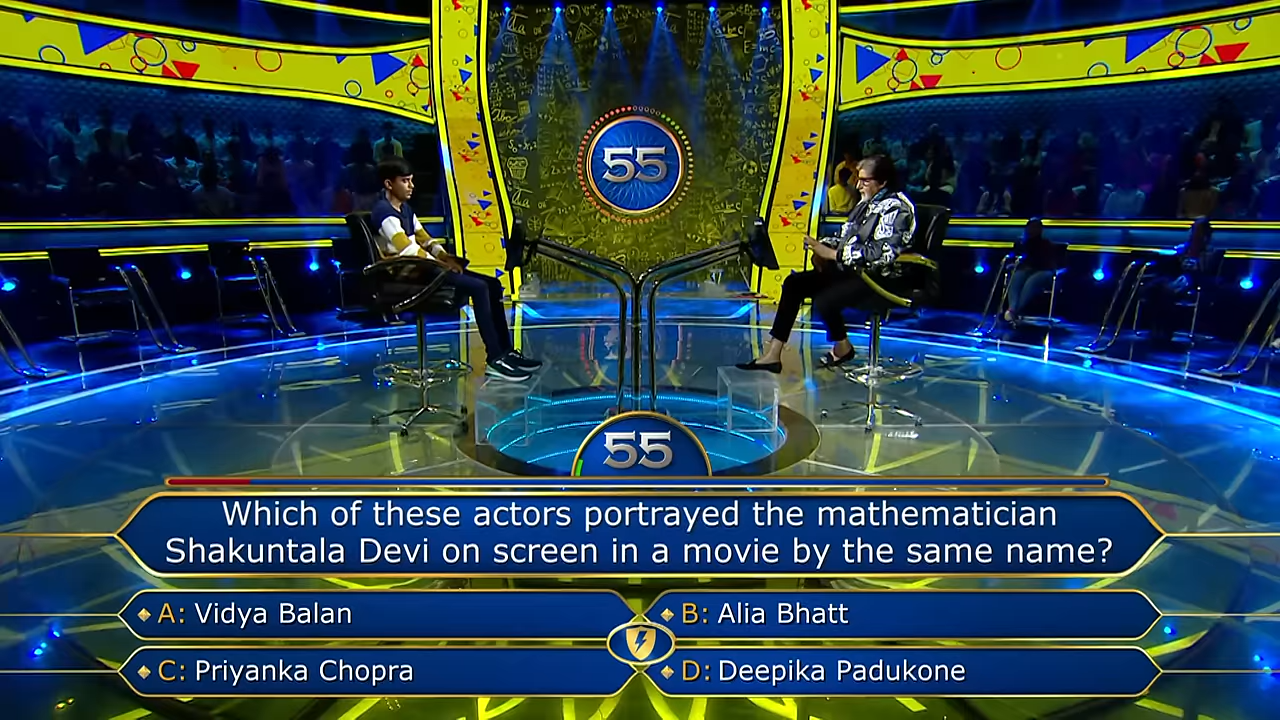 55
55
Which of these actors portrayed the mathematician
Shakuntala Devi on screen in a movie by the same name?
A: Vidya Balan
B: Alia Bhatt
C: Priyanka Chopra
D: Deepika Padukone